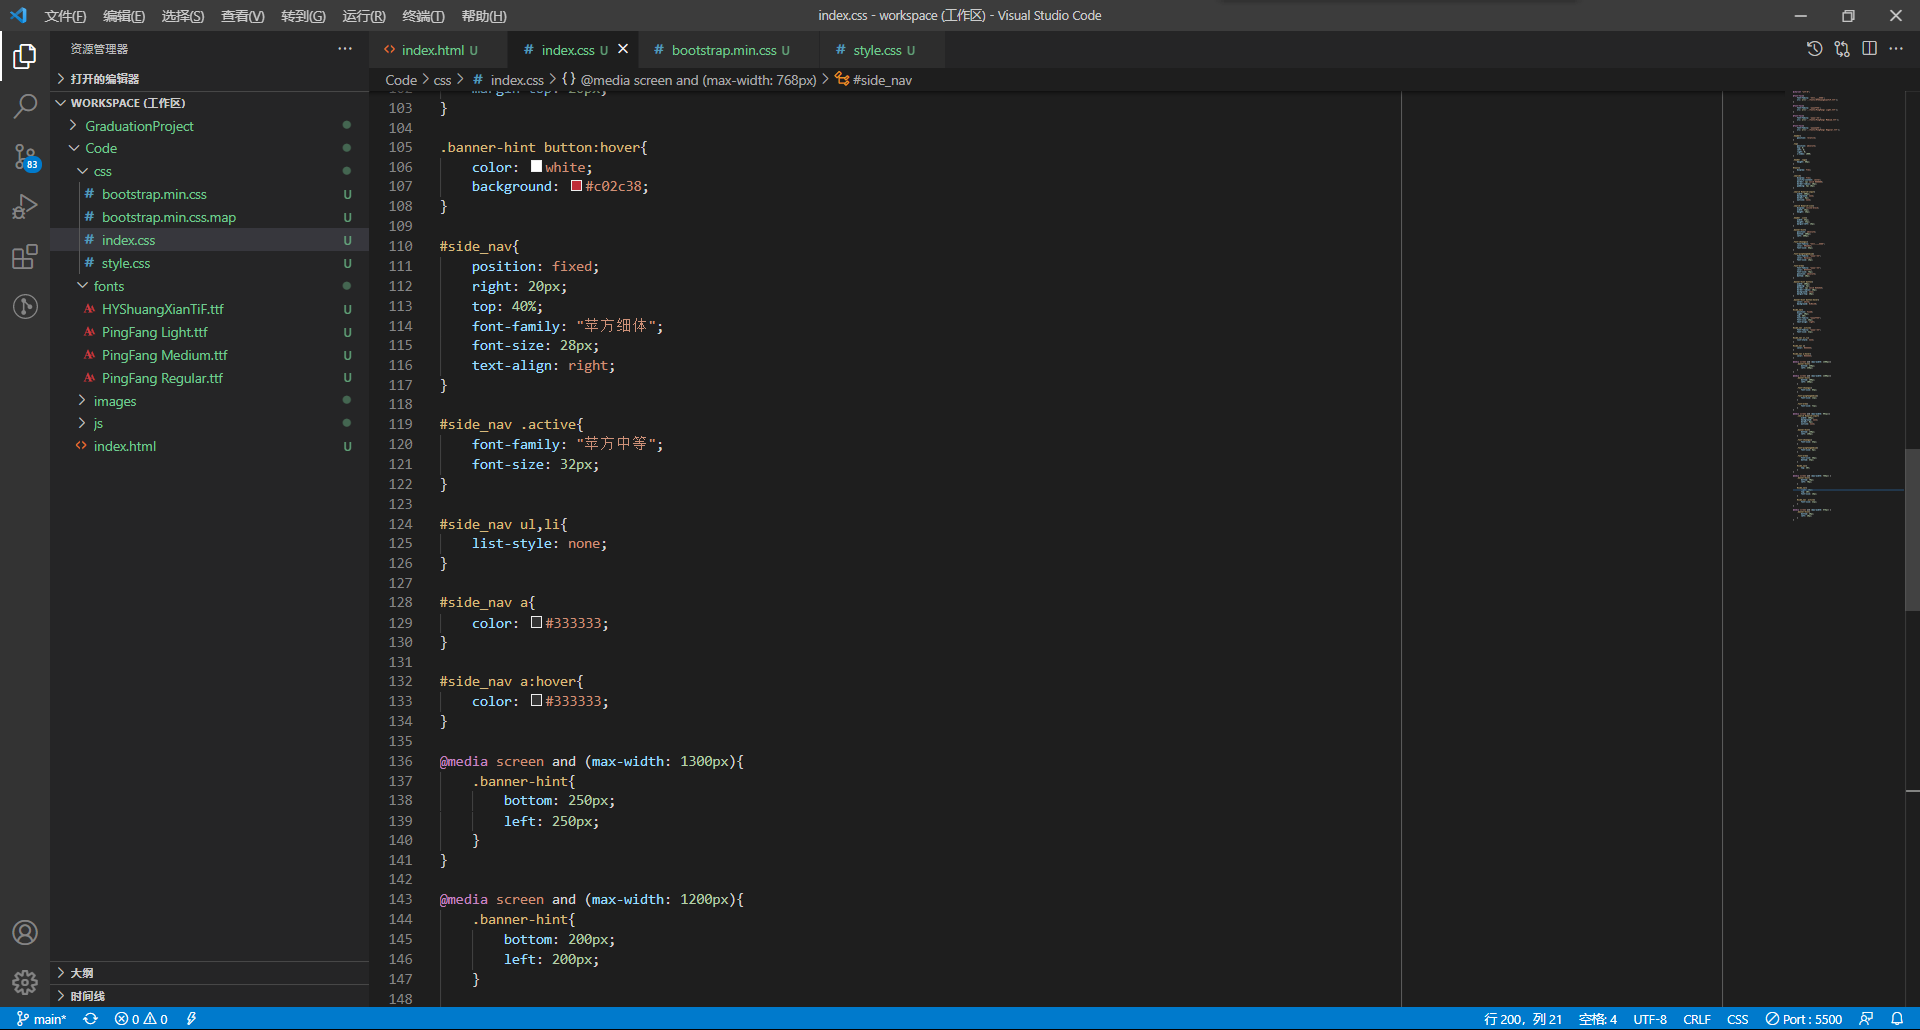 文件(F) 编辑(E) 选择(S) 查看(V) 转到(G) 运行(R) 终端(T) 帮助(H)
index.css - workspace (工作区) - Visual Studio Code
资源管理器
打开的编辑器
WORKSPACE (工作区)
GraduationProject
Code
css
# bootstrap.min.css U
# bootstrap.min.css.map U
# index.css U
# style.css U
fonts
HYShuangXianTiF.ttf U
PingFang Light.ttf U
PingFang Medium.ttf U
PingFang Regular.ttf U
images
js
<> index.html U
大纲
时间线
83
<> index.html U
# index.css U
# bootstrap.min.css U
# style.css U
Code > css > # index.css > {} @media screen and (max-width: 768px) > #side_nav
103 }
104
105 .banner-hint button:hover{
106 color: white;
107 background: #c02c38;
108 }
109
110 #side_nav{
111 position: fixed;
112 right: 20px;
113 top: 40%;
114 font-family: "苹方细体";
115 font-size: 28px;
116 text-align: right;
117 }
118
119 #side_nav .active{
120 font-family: "苹方中等";
121 font-size: 32px;
122 }
123
124 #side_nav ul,li{
125 list-style: none;
126 }
127
128 #side_nav a{
129 color: #333333;
130 }
131
132 #side_nav a:hover{
133 color: #333333;
134 }
135
136 @media screen and (max-width: 1300px){
137 .banner-hint{
138 bottom: 250px;
139 left: 250px;
140 }
141 }
142
143 @media screen and (max-width: 1200px){
144 .banner-hint{
145 bottom: 200px;
146 left: 200px;
147 }
148
main* 0 0
行 200，列 21 空格: 4 UTF-8 CRLF CSS Port : 5500